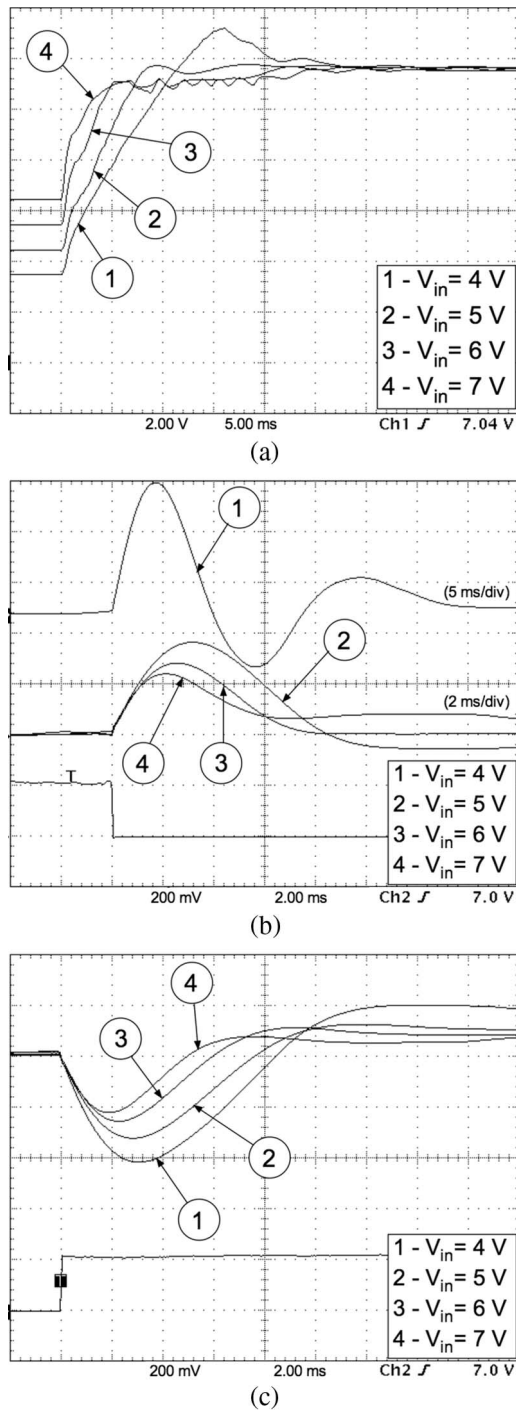 4
3
2
1
1 - Vin= 4 V
2 - Vin= 5 V
3 - Vin= 6 V
4 - Vin= 7 V
2.00 V 5.00 ms Ch1 7.04 V
(a)
1
(5 ms/div)
2
(2 ms/div)
4
3
T
1 - Vin= 4 V
2 - Vin= 5 V
3 - Vin= 6 V
4 - Vin= 7 V
200 mV 2.00 ms Ch2 7.0 V
(b)
4
3
2
1
T
1 - Vin= 4 V
2 - Vin= 5 V
3 - Vin= 6 V
4 - Vin= 7 V
200 mV 2.00 ms Ch2 7.0 V
(c)